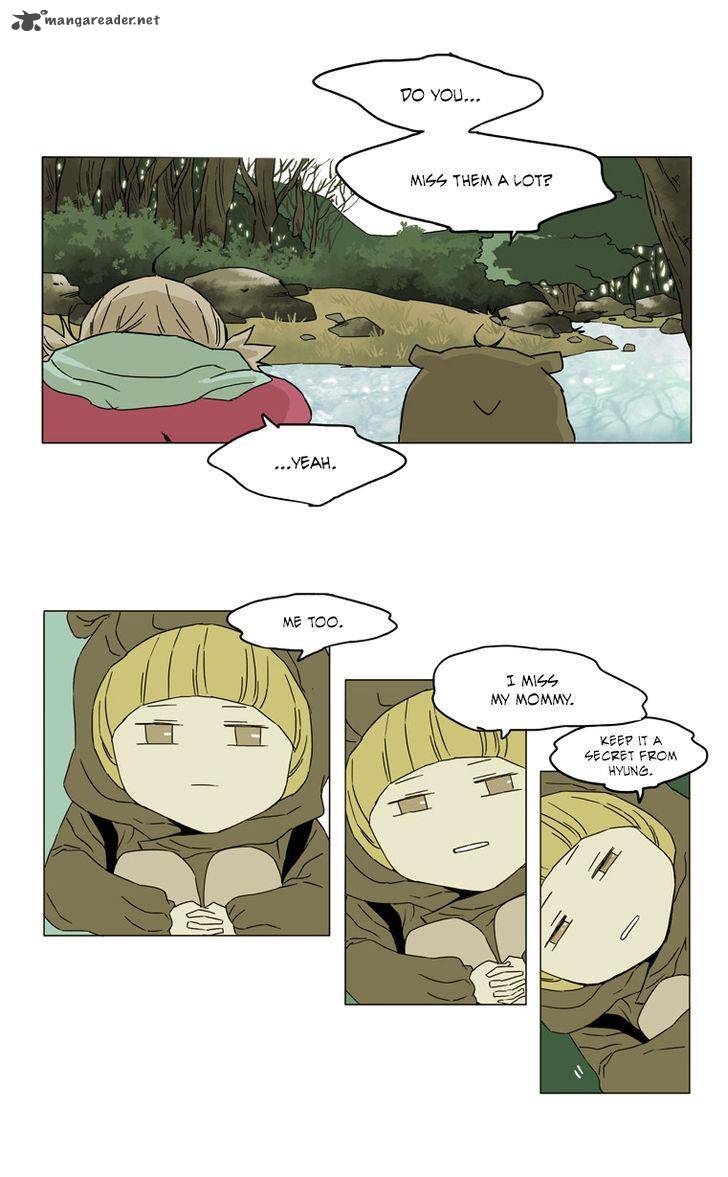 mangareader.net
DO YOU...
MISS THEM A LOT?
...YEAH.
ME TOO.
I MISS
MY MOMMY.
KEEP IT A
SECRET FROM
HYUNG.